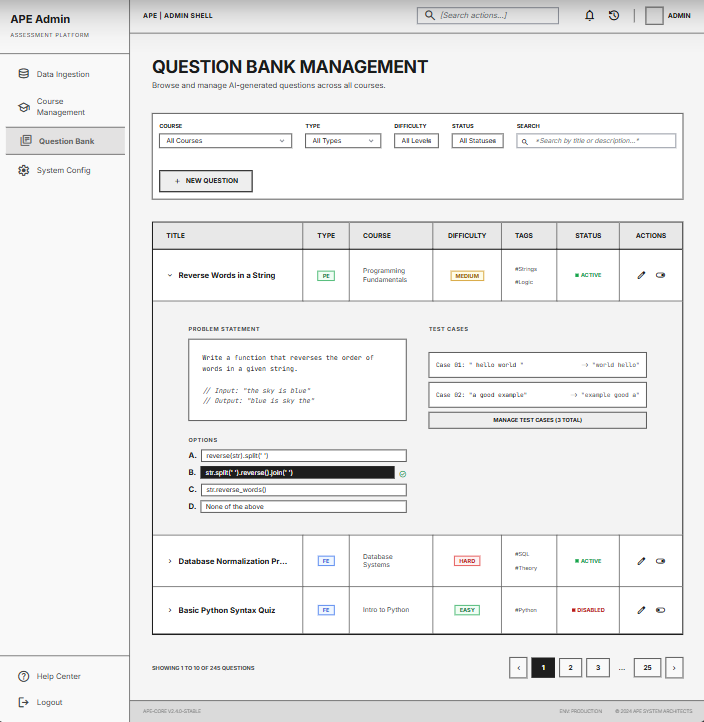 APE Admin
ASSESSMENT PLATFORM
Data Ingestion
Course
Management
Question Bank
System Config
Help Center
Logout
APE | ADMIN SHELL
[Search actions...]
ADMIN
QUESTION BANK MANAGEMENT
Browse and manage AI-generated questions across all courses.
COURSE TYPE DIFFICULTY STATUS SEARCH
All Courses All Types All Levels All Statuses *Search by title or description...*
+ NEW QUESTION
TITLE TYPE COURSE DIFFICULTY TAGS STATUS ACTIONS
Reverse Words in a String PE Programming Fundamentals MEDIUM #Strings #Logic ACTIVE
PROBLEM STATEMENT
Write a function that reverses the order of
words in a given string.
// Input: "the sky is blue"
// Output: "blue is sky the"
OPTIONS
A. reverse(str).split(' ')
B. str.split(' ').reverse().join(' ')
C. str.reverse_words()
D. None of the above
TEST CASES
Case 01: " hello world " -> "world hello"
Case 02: "a good example" -> "example good a"
MANAGE TEST CASES (3 TOTAL)
Database Normalization Pr... FE Database Systems HARD #SQL #Theory ACTIVE
Basic Python Syntax Quiz FE Intro to Python EASY #Python DISABLED
SHOWING 1 TO 10 OF 245 QUESTIONS
‹ 1 2 3 ... 25 ›
APE-CORE V2.4.0-STABLE
ENV: PRODUCTION © 2024 APE SYSTEM ARCHITECTS